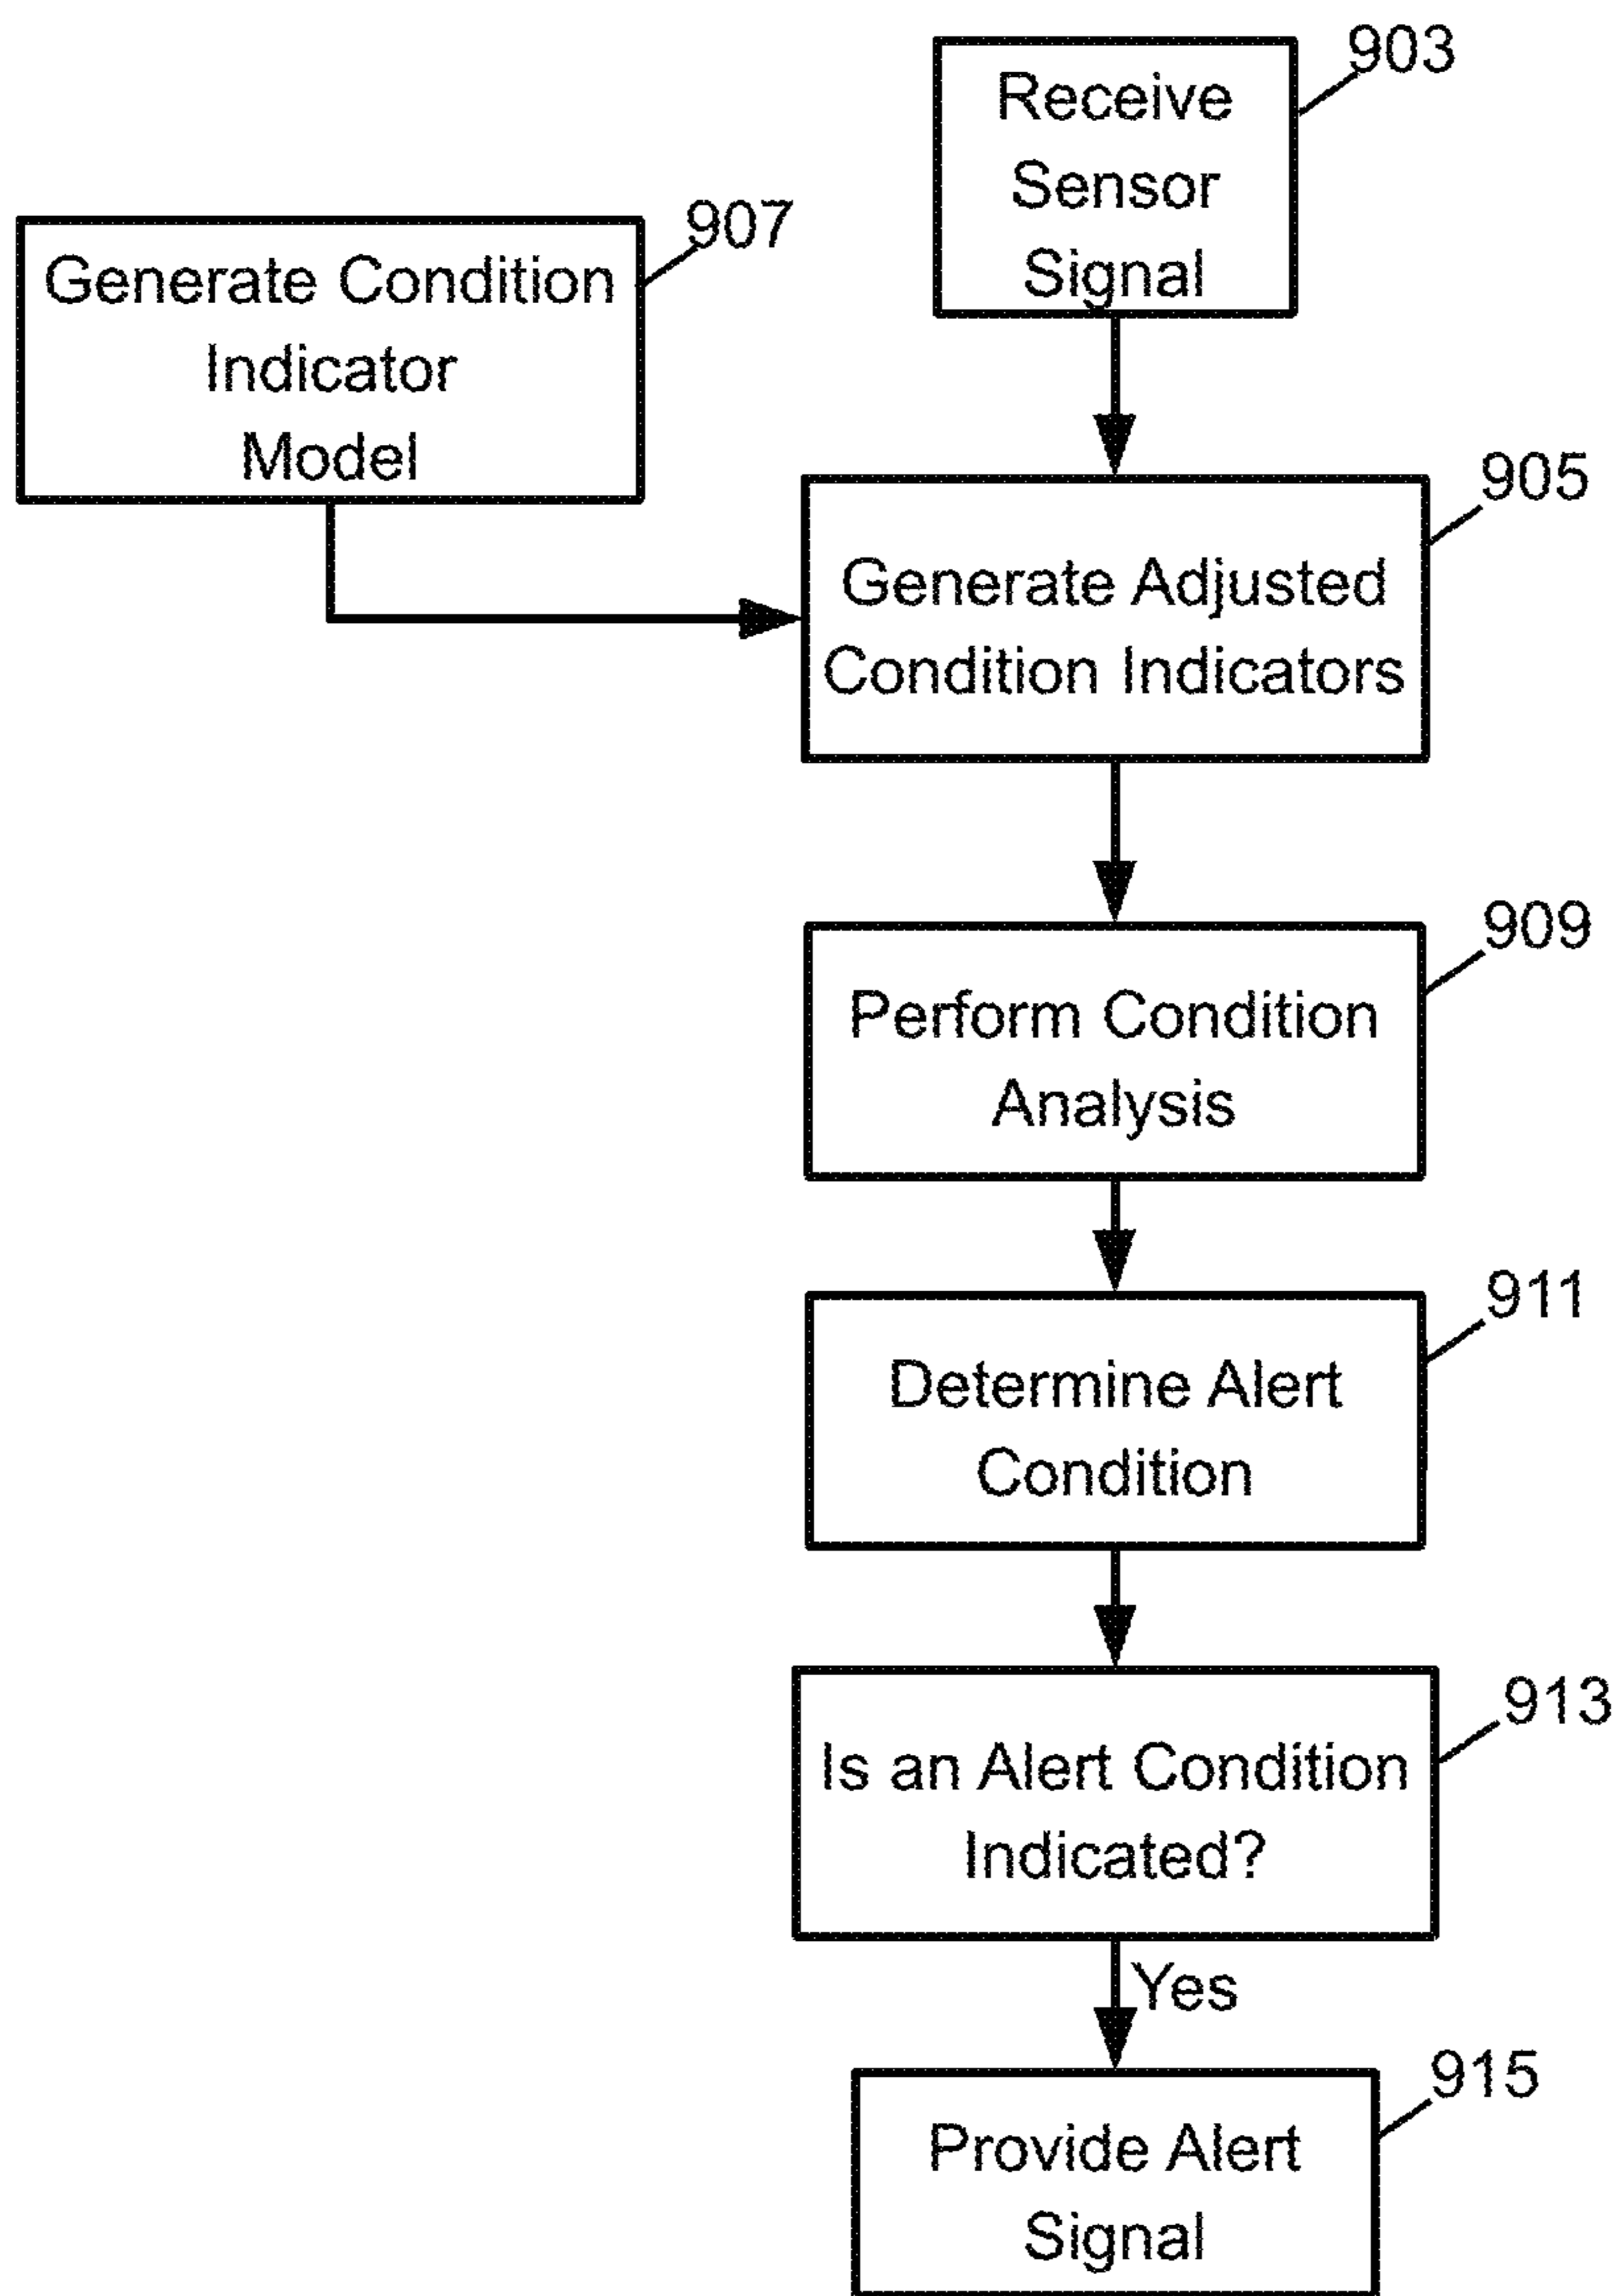 903
Receive
Sensor
Signal
907
Generate Condition
Indicator
Model
905
Generate Adjusted
Condition Indicators
909
Perform Condition
Analysis
911
Determine Alert
Condition
913
Is an Alert Condition
Indicated?
Yes
915
Provide Alert
Signal